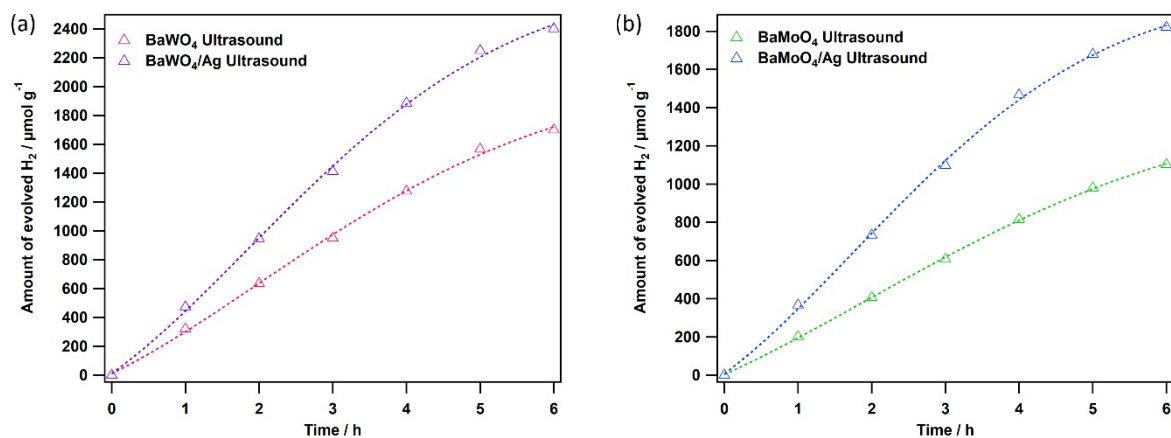 (a)
BaWO₄ Ultrasound
BaWO₄/Ag Ultrasound
Amount of evolved H₂ / µmol g⁻¹
2400
2200
2000
1800
1600
1400
1200
1000
800
600
400
200
0
0 1 2 3 4 5 6
Time / h
(b)
BaMoO₄ Ultrasound
BaMoO₄/Ag Ultrasound
Amount of evolved H₂ / µmol g⁻¹
1800
1600
1400
1200
1000
800
600
400
200
0
0 1 2 3 4 5 6
Time / h